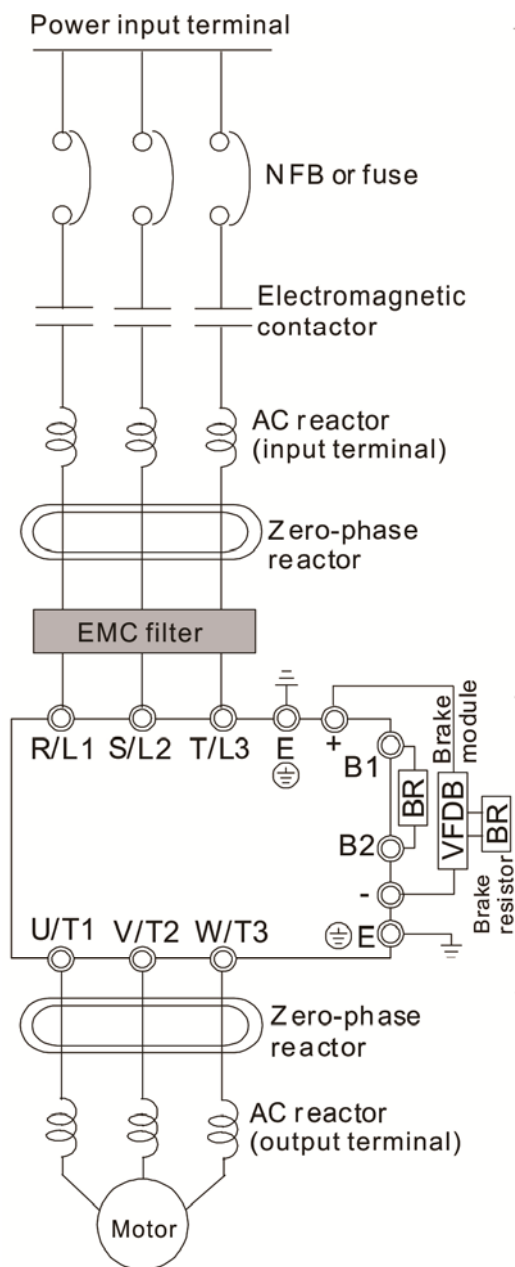 Power input terminal
NFB or fuse
Electromagnetic
contactor
AC reactor
(input terminal)
Zero-phase
reactor
EMC filter
R/L1 S/L2 T/L3 E +
B1
BR
B2
-
E
Brake
module
VFDB
BR
Brake
resistor
U/T1 V/T2 W/T3
Zero-phase
reactor
AC reactor
(output terminal)
Motor